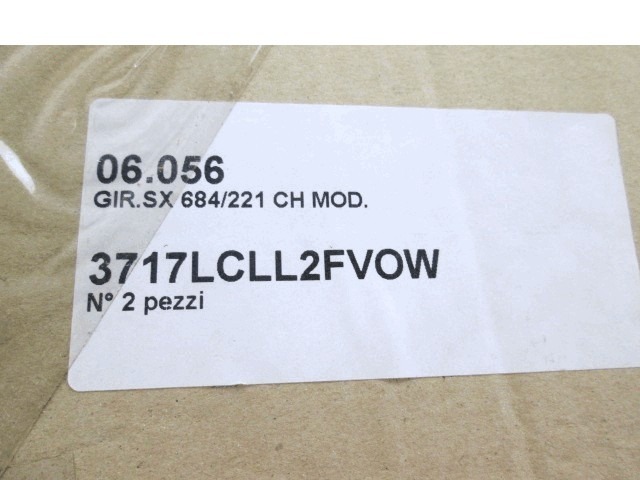 06.056
GIR.SX 684/221 CH MOD.
3717LCLL2FVOW
N° 2 pezzi